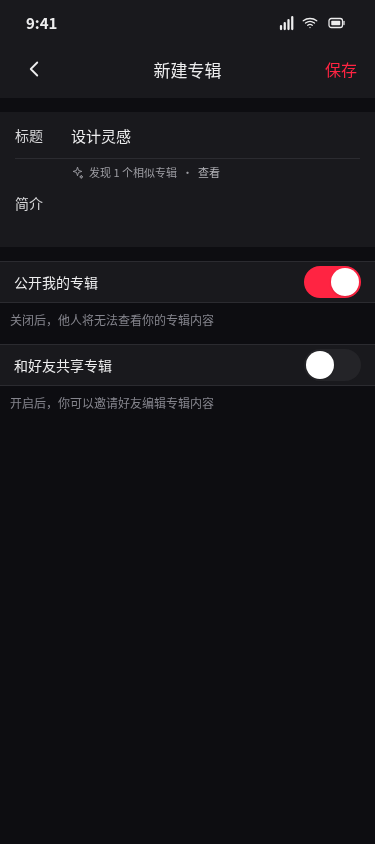 9:41
新建专辑
保存
标题 设计灵感
发现 1 个相似专辑 · 查看
简介
公开我的专辑
关闭后，他人将无法查看你的专辑内容
和好友共享专辑
开启后，你可以邀请好友编辑专辑内容